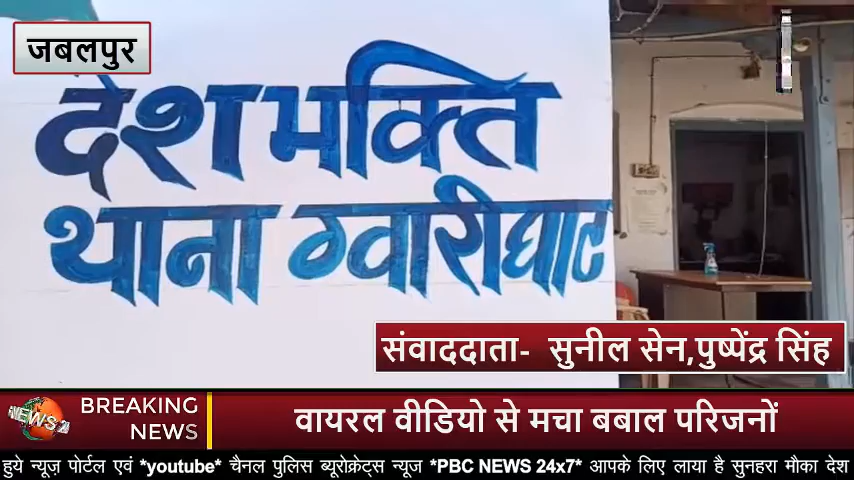 जबलपुर
देशभक्ति
थाना ग्वारीघाट
संवाददाता- सुनील सेन,पुष्पेंद्र सिंह
BREAKING
NEWS
वायरल वीडियो से मचा बबाल परिजनों
हुये न्यूज़ पोर्टल एवं *youtube* चैनल पुलिस ब्यूरोक्रेट्स न्यूज *PBC NEWS 24x7* आपके लिए लाया है सुनहरा मौका देश